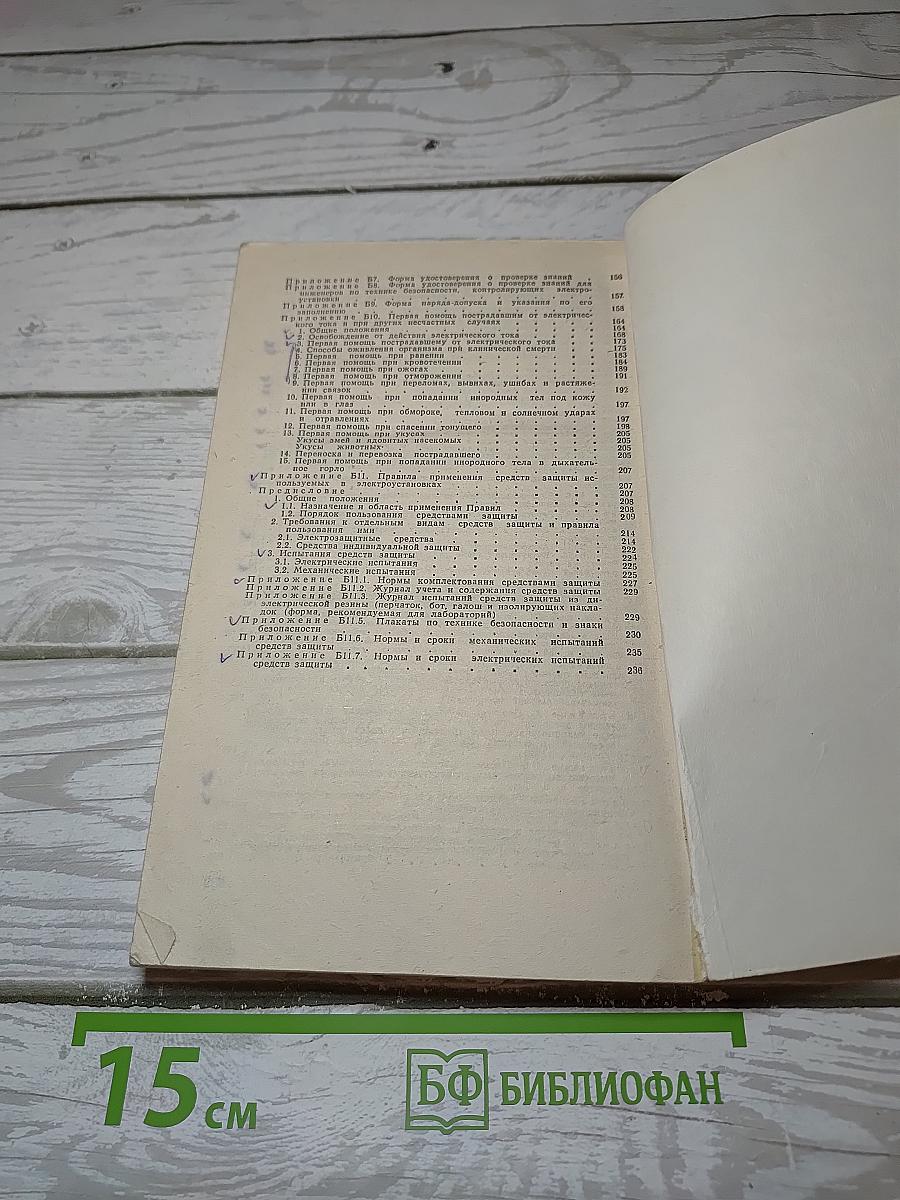 Приложение Б7. Форма удостоверения о проверке знаний . 156
Приложение Б8. Форма удостоверения о проверке знаний для
инженеров по технике безопасности, контролирующих электро-
установки . . . . . . . 157
Приложение Б9. Форма наряда-допуска и указания по его
заполнению . . . . . . . 158
Приложение Б10. Первая помощь пострадавшим от электричес-
кого тока и при других несчастных случаях . . . . 164
1. Общие положения . . . . . . 164
2. Освобождение от действия электрического тока . . . 168
3. Первая помощь пострадавшему от электрического тока . . 173
4. Способы оживления организма при клинической смерти . . 175
5. Первая помощь при ранении . . . . . 183
6. Первая помощь при кровотечении . . . . . 184
7. Первая помощь при ожогах . . . . . 189
8. Первая помощь при отморожении . . . . . 191
9. Первая помощь при переломах, вывихах, ушибах и растяже-
нии связок . . . . . . . 192
10. Первая помощь при попадании инородных тел под кожу
или в глаз . . . . . . . 197
11. Первая помощь при обмороке, тепловом и солнечном ударах
и отравлениях . . . . . . . 197
12. Первая помощь при спасении тонущего . . . . 198
13. Первая помощь при укусах . . . . . 205
Укусы змей и ядовитых насекомых . . . . . 205
Укусы животных . . . . . . 205
14. Переноска и перевозка пострадавшего . . . . 205
15. Первая помощь при попадании инородного тела в дыхатель-
ное горло . . . . . . . 207
Приложение Б11. Правила применения средств защиты ис-
пользуемых в электроустановках . . . . . 207
Предисловие . . . . . . . 207
1. Общие положения . . . . . . 208
1.1. Назначение и область применения Правил . . . 208
1.2. Порядок пользования средствами защиты . . . 209
2. Требования к отдельным видам средств защиты и правила
пользования ими . . . . . . 214
2.1. Электрозащитные средства . . . . . 214
2.2. Средства индивидуальной защиты . . . . 222
3. Испытания средств защиты . . . . . 224
3.1. Электрические испытания . . . . . 225
3.2. Механические испытания . . . . . 225
Приложение Б11.1. Нормы комплектования средствами защиты 227
Приложение Б11.2. Журнал учета и содержания средств защиты 229
Приложение Б11.3. Журнал испытаний средств защиты из ди-
электрической резины (перчаток, бот, галош и изолирующих накла-
док (форма, рекомендуемая для лабораторий) . . . 229
Приложение Б11.5. Плакаты по технике безопасности и знаки
безопасности . . . . . . . 230
Приложение Б11.6. Нормы и сроки механических испытаний
средств защиты . . . . . . . 235
Приложение Б11.7. Нормы и сроки электрических испытаний
средств защиты . . . . . . . 236
15 см
БФ БИБЛИОФАН